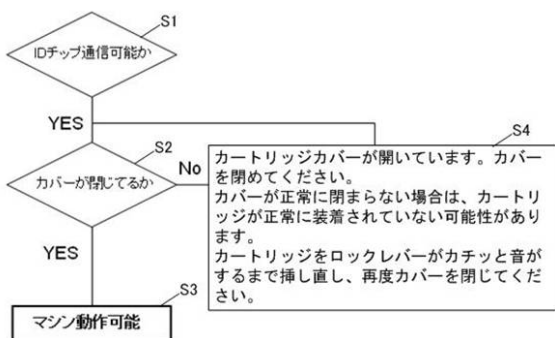 S1
IDチップ通信可能か
YES
S2
カバーが閉じてるか
No
S4
カートリッジカバーが開いています。カバー
を閉めてください。
カバーが正常に閉まらない場合は、カートリ
ッジが正常に装着されていない可能性があり
ます。
カートリッジをロックレバーがカチッと音が
するまで挿し直し、再度カバーを閉じてくだ
さい。
YES
S3
マシン動作可能